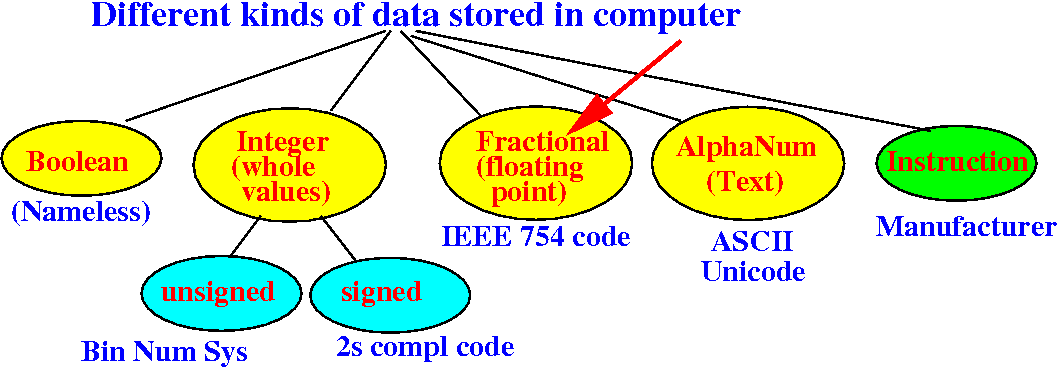 Different kinds of data stored in computer
Boolean
(Nameless)
Integer
(whole
values)
Fractional
(floating
point)
IEEE 754 code
AlphaNum
(Text)
ASCII
Unicode
Instruction
Manufacturer
unsigned
Bin Num Sys
signed
2s compl code